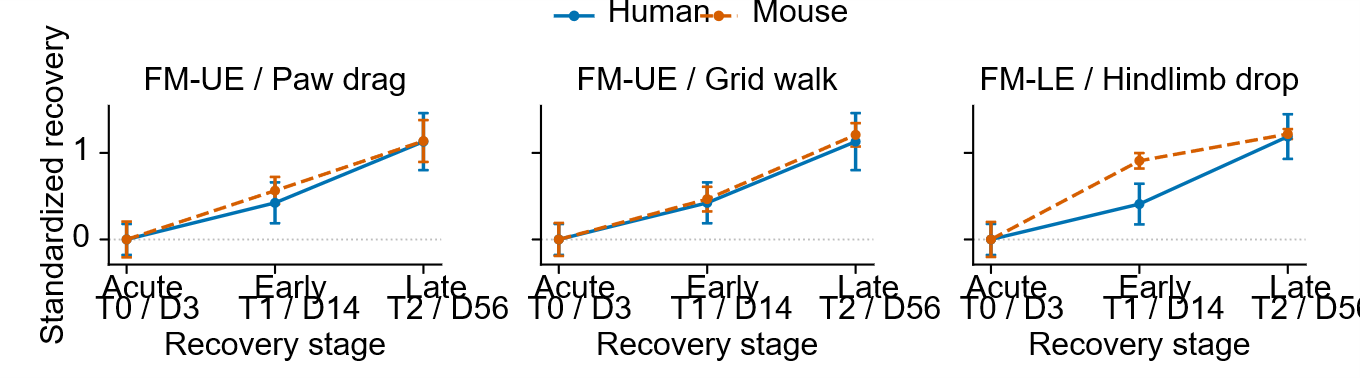 Human Mouse
Standardized recovery
FM-UE / Paw drag
FM-UE / Grid walk
FM-LE / Hindlimb drop
1
0
Acute Early Late
T0 / D3 T1 / D14 T2 / D56
Recovery stage
Acute Early Late
T0 / D3 T1 / D14 T2 / D56
Recovery stage
Acute Early Late
T0 / D3 T1 / D14 T2 / D56
Recovery stage